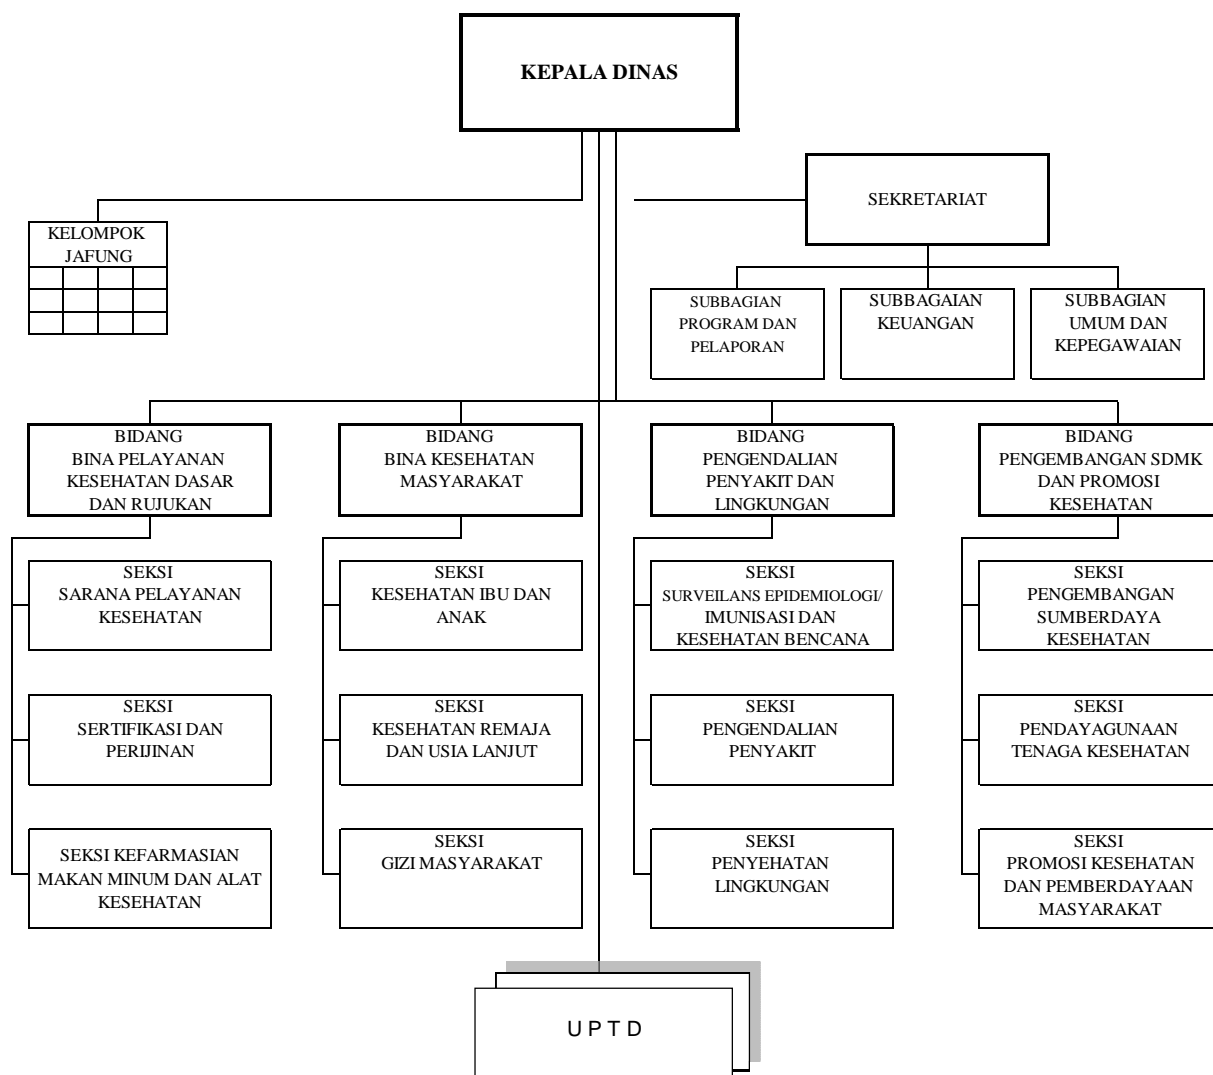 KEPALA DINAS
SEKRETARIAT
KELOMPOK
JAFUNG
SUBBAGIAN
PROGRAM DAN
PELAPORAN
SUBBAGAIAN
KEUANGAN
SUBBAGIAN
UMUM DAN
KEPEGAWAIAN
BIDANG
BINA PELAYANAN
KESEHATAN DASAR
DAN RUJUKAN
BIDANG
BINA KESEHATAN
MASYARAKAT
BIDANG
PENGENDALIAN
PENYAKIT DAN
LINGKUNGAN
BIDANG
PENGEMBANGAN SDMK
DAN PROMOSI
KESEHATAN
SEKSI
SARANA PELAYANAN
KESEHATAN
SEKSI
KESEHATAN IBU DAN
ANAK
SEKSI
SURVEILANS EPIDEMIOLOGI/
IMUNISASI DAN
KESEHATAN BENCANA
SEKSI
PENGEMBANGAN
SUMBERDAYA
KESEHATAN
SEKSI
SERTIFIKASI DAN
PERIJINAN
SEKSI
KESEHATAN REMAJA
DAN USIA LANJUT
SEKSI
PENGENDALIAN
PENYAKIT
SEKSI
PENDAYAGUNAAN
TENAGA KESEHATAN
SEKSI KEFARMASIAN
MAKAN MINUM DAN ALAT
KESEHATAN
SEKSI
GIZI MASYARAKAT
SEKSI
PENYEHATAN
LINGKUNGAN
SEKSI
PROMOSI KESEHATAN
DAN PEMBERDAYAAN
MASYARAKAT
U P T D